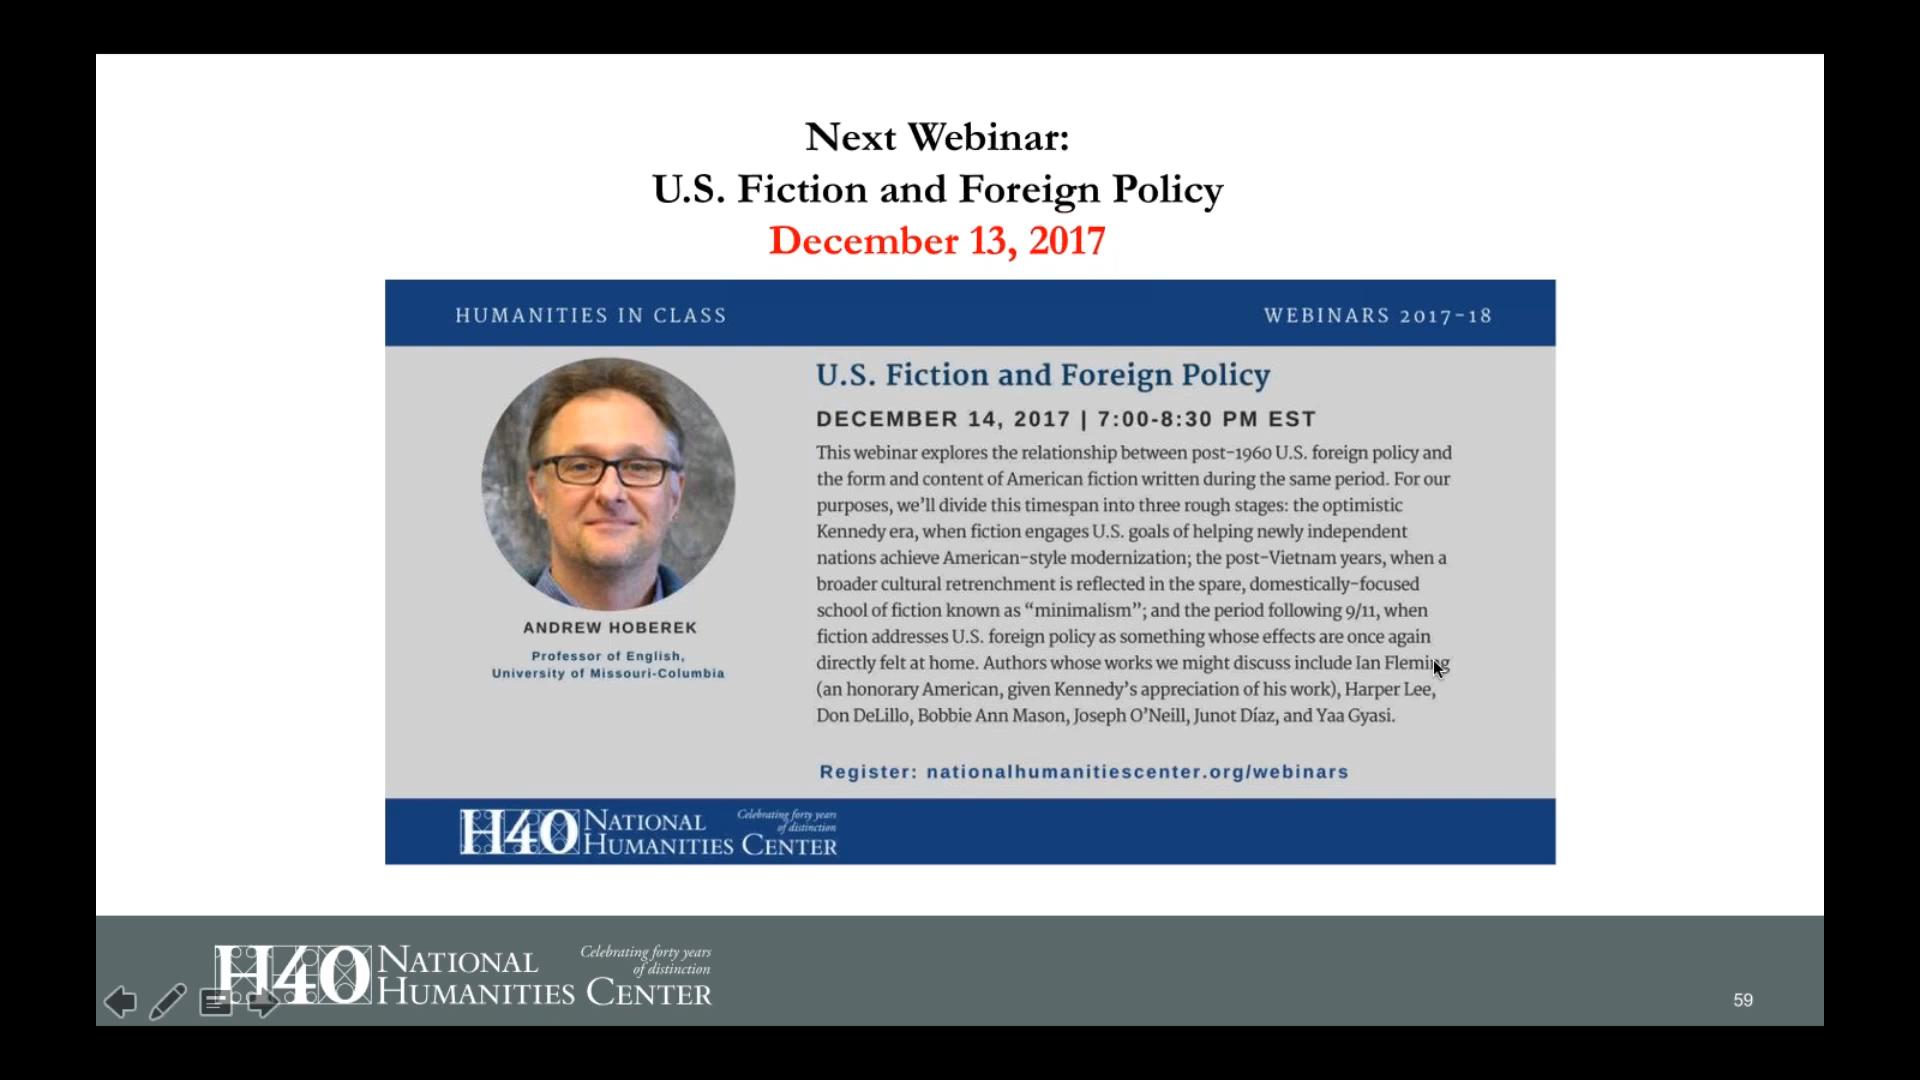 Next Webinar:
U.S. Fiction and Foreign Policy
December 13, 2017
HUMANITIES IN CLASS
WEBINARS 2017-18
ANDREW HOBEREK
Professor of English,
University of Missouri-Columbia
U.S. Fiction and Foreign Policy
DECEMBER 14, 2017 | 7:00-8:30 PM EST
This webinar explores the relationship between post-1960 U.S. foreign policy and
the form and content of American fiction written during the same period. For our
purposes, we’ll divide this timespan into three rough stages: the optimistic
Kennedy era, when fiction engages U.S. goals of helping newly independent
nations achieve American-style modernization; the post-Vietnam years, when a
broader cultural retrenchment is reflected in the spare, domestically-focused
school of fiction known as “minimalism”; and the period following 9/11, when
fiction addresses U.S. foreign policy as something whose effects are once again
directly felt at home. Authors whose works we might discuss include Ian Fleming
(an honorary American, given Kennedy’s appreciation of his work), Harper Lee,
Don DeLillo, Bobbie Ann Mason, Joseph O’Neill, Junot Díaz, and Yaa Gyasi.
Register: nationalhumanitiescenter.org/webinars
H40 NATIONAL HUMANITIES CENTER
Celebrating forty years
of distinction
H40 NATIONAL HUMANITIES CENTER
Celebrating forty years
of distinction
59